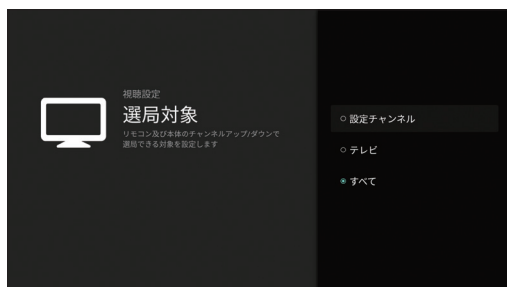 視聴設定
選局対象
リモコン及び本体のチャンネルアップ/ダウンで
選局できる対象を設定します
設定チャンネル
テレビ
すべて